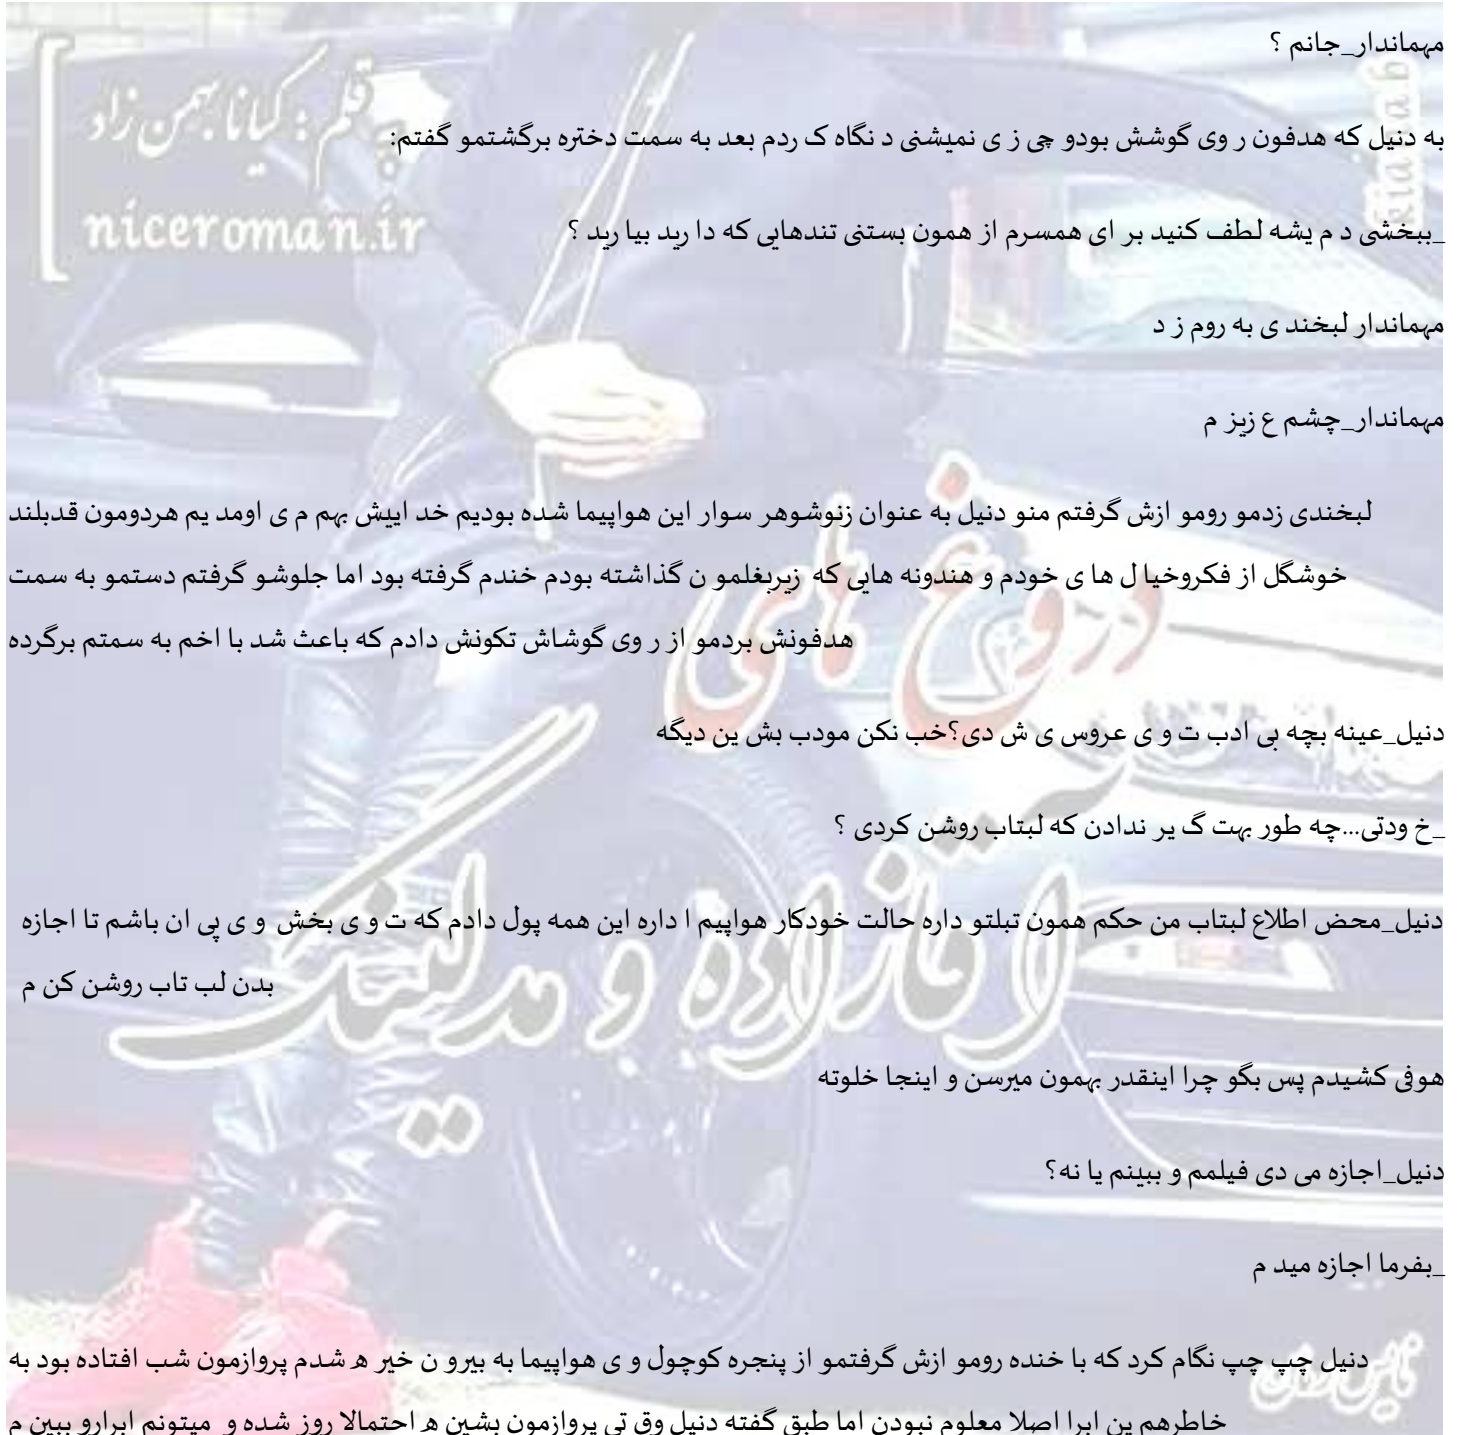 مهماندار_جانم ؟
به دنیل که هدفون ر وی گوشش بودو چی ز ی نمیشنی د نگاه ک ردم بعد به سمت دختره برگشتمو گفتم:
_ببخشی د م یشه لطف کنید بر ای همسرم از همون بستنی تندهایی که دا رید بیا رید ؟
مهماندار لبخند ی به روم ز د
مهماندار_چشم ع زیز م
لبخندی زدمو رومو ازش گرفتم منو دنیل به عنوان زنوشوهر سوار این هواپیما شده بودیم خد اییش بهم م ی اومد یم هردومون قدبلند
خوشگل از فکروخیا ل ها ی خودم و هندونه هایی که زیربغلمو ن گذاشته بودم خندم گرفته بود اما جلوشو گرفتم دستمو به سمت
هدفونش بردمو از ر وی گوشاش تکونش دادم که باعث شد با اخم به سمتم برگرده
دنیل_عینه بچه بی ادب ت و ی عروس ی ش دی؟خب نکن مودب بش ین دیگه
_خ ودتی...چه طور بهت گ یر ندادن که لبتاب روشن کردی ؟
دنیل_محض اطلاع لبتاب من حکم همون تبلتو داره حالت خودکار هواپیم ا داره این همه پول دادم که ت و ی بخش و ی پی ان باشم تا اجازه
بدن لب تاب روشن کن م
هوفی کشیدم پس بگو چرا اینقدر بهمون میرسن و اینجا خلوته
دنیل_اجازه می دی فیلمم و ببینم یا نه؟
_بفرما اجازه مید م
دنیل چپ چپ نگام کرد که با خنده رومو ازش گرفتمو از پنجره کوچول و ی هواپیما به بیرو ن خیر ه شدم پروازمون شب افتاده بود به
خاطرهم ین ابرا اصلا معلوم نبودن اما طبق گفته دنیل وق تی پروازمون بشین ه احتمالا روز شده و میتونم ابرارو ببین م
به قلم : کیانا بهمن زاد
niceroman.ir
دروغ های
آقازاده و مدلینگ